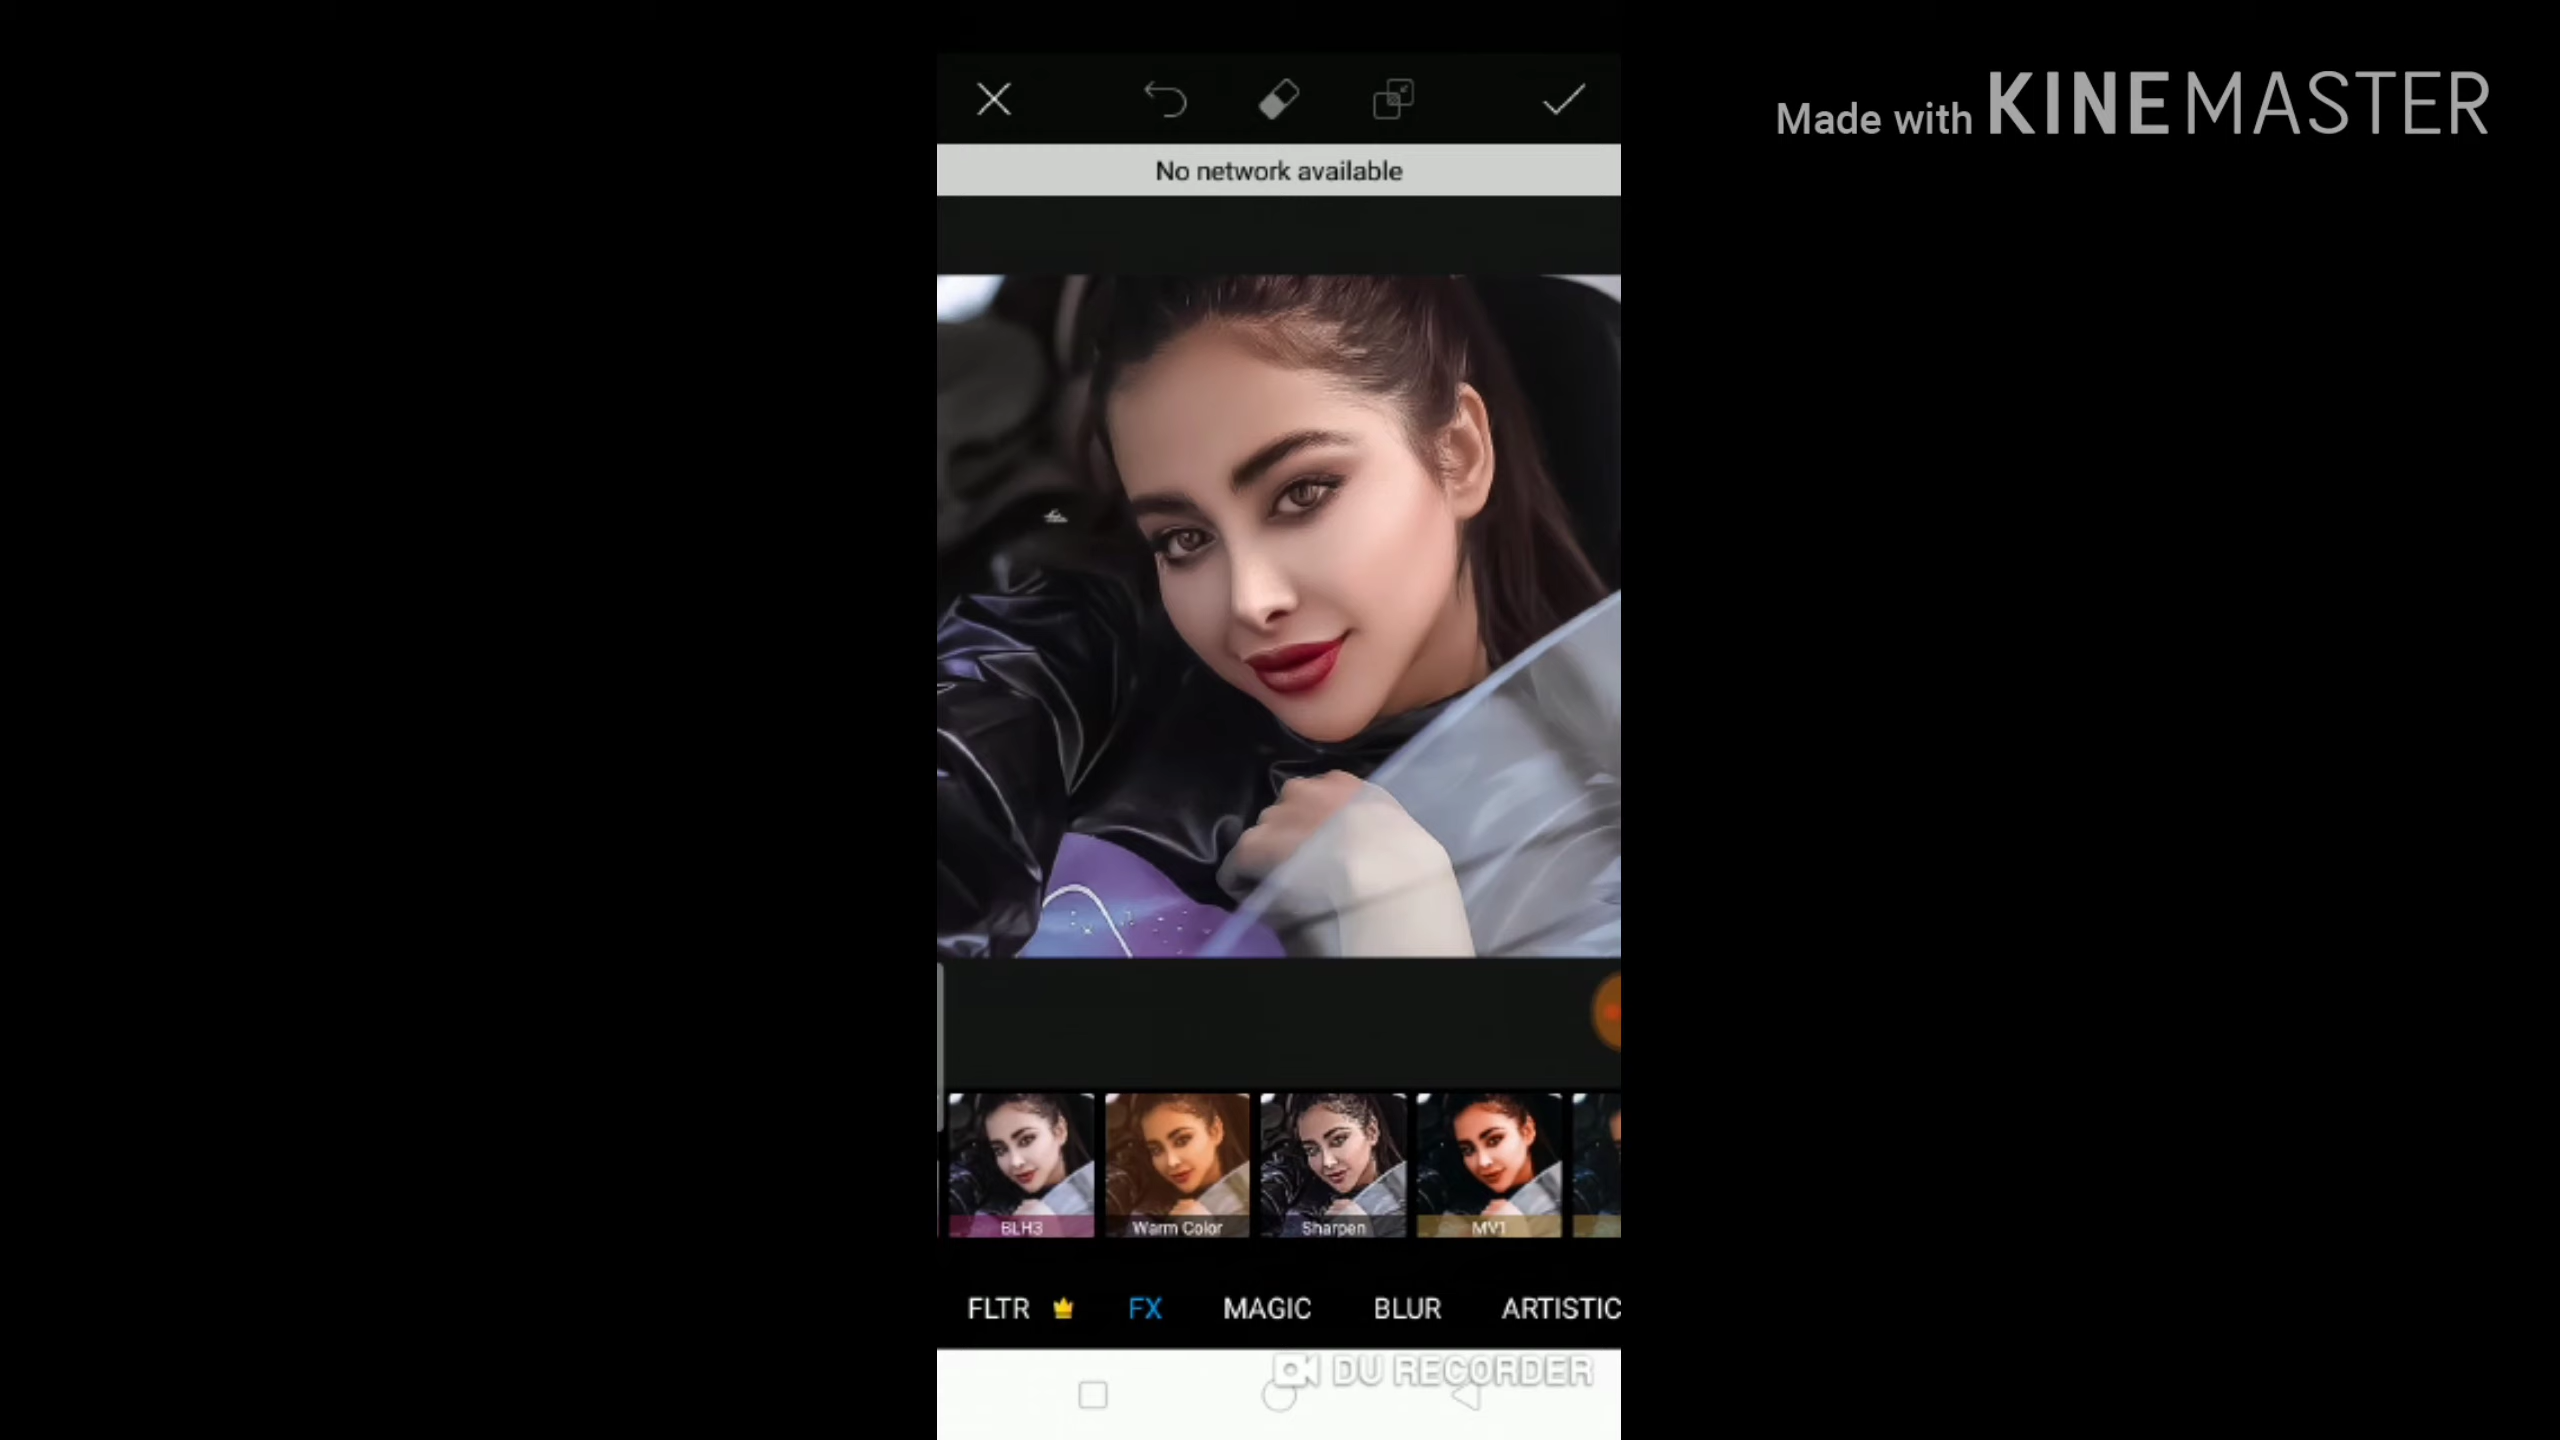 Made with KINEMASTER
No network available
BLH3
Warm Color
Sharpen
MV1
FLTR
FX
MAGIC
BLUR
ARTISTIC
DU RECORDER